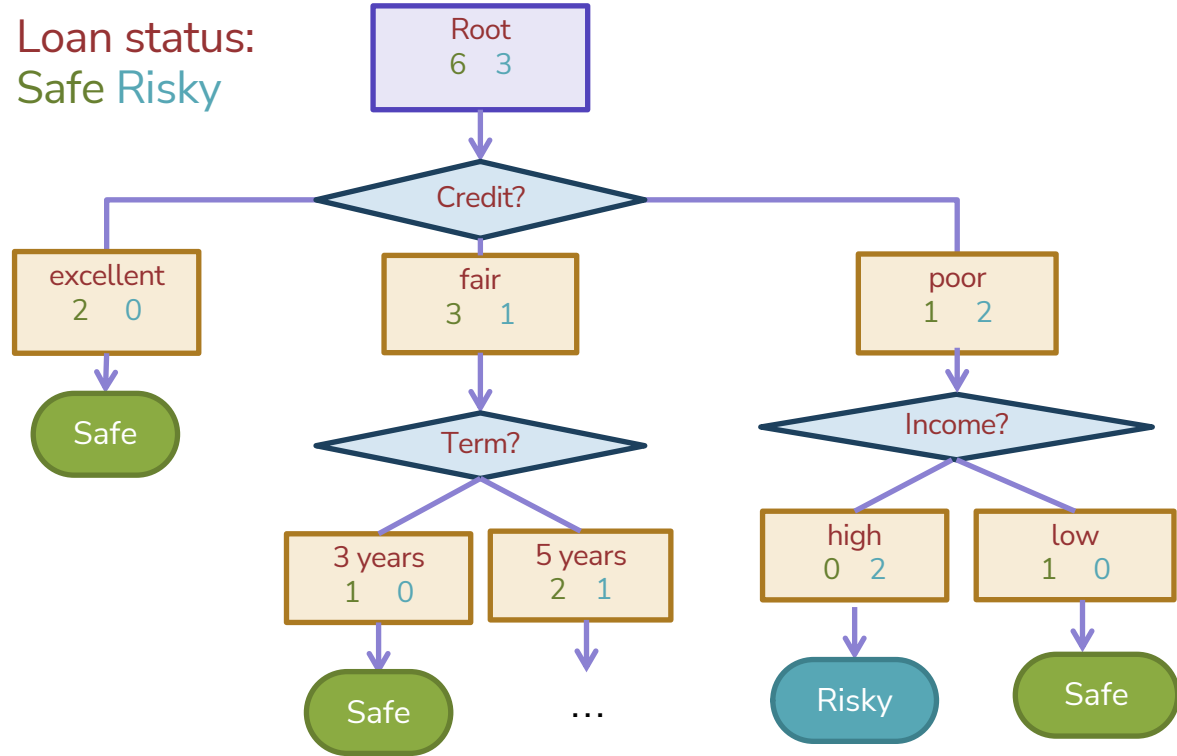 Loan status:
Safe Risky
Root
6 3
Credit?
excellent
2 0
fair
3 1
poor
1 2
Safe
Term?
Income?
3 years
1 0
5 years
2 1
high
0 2
low
1 0
Safe
...
Risky
Safe